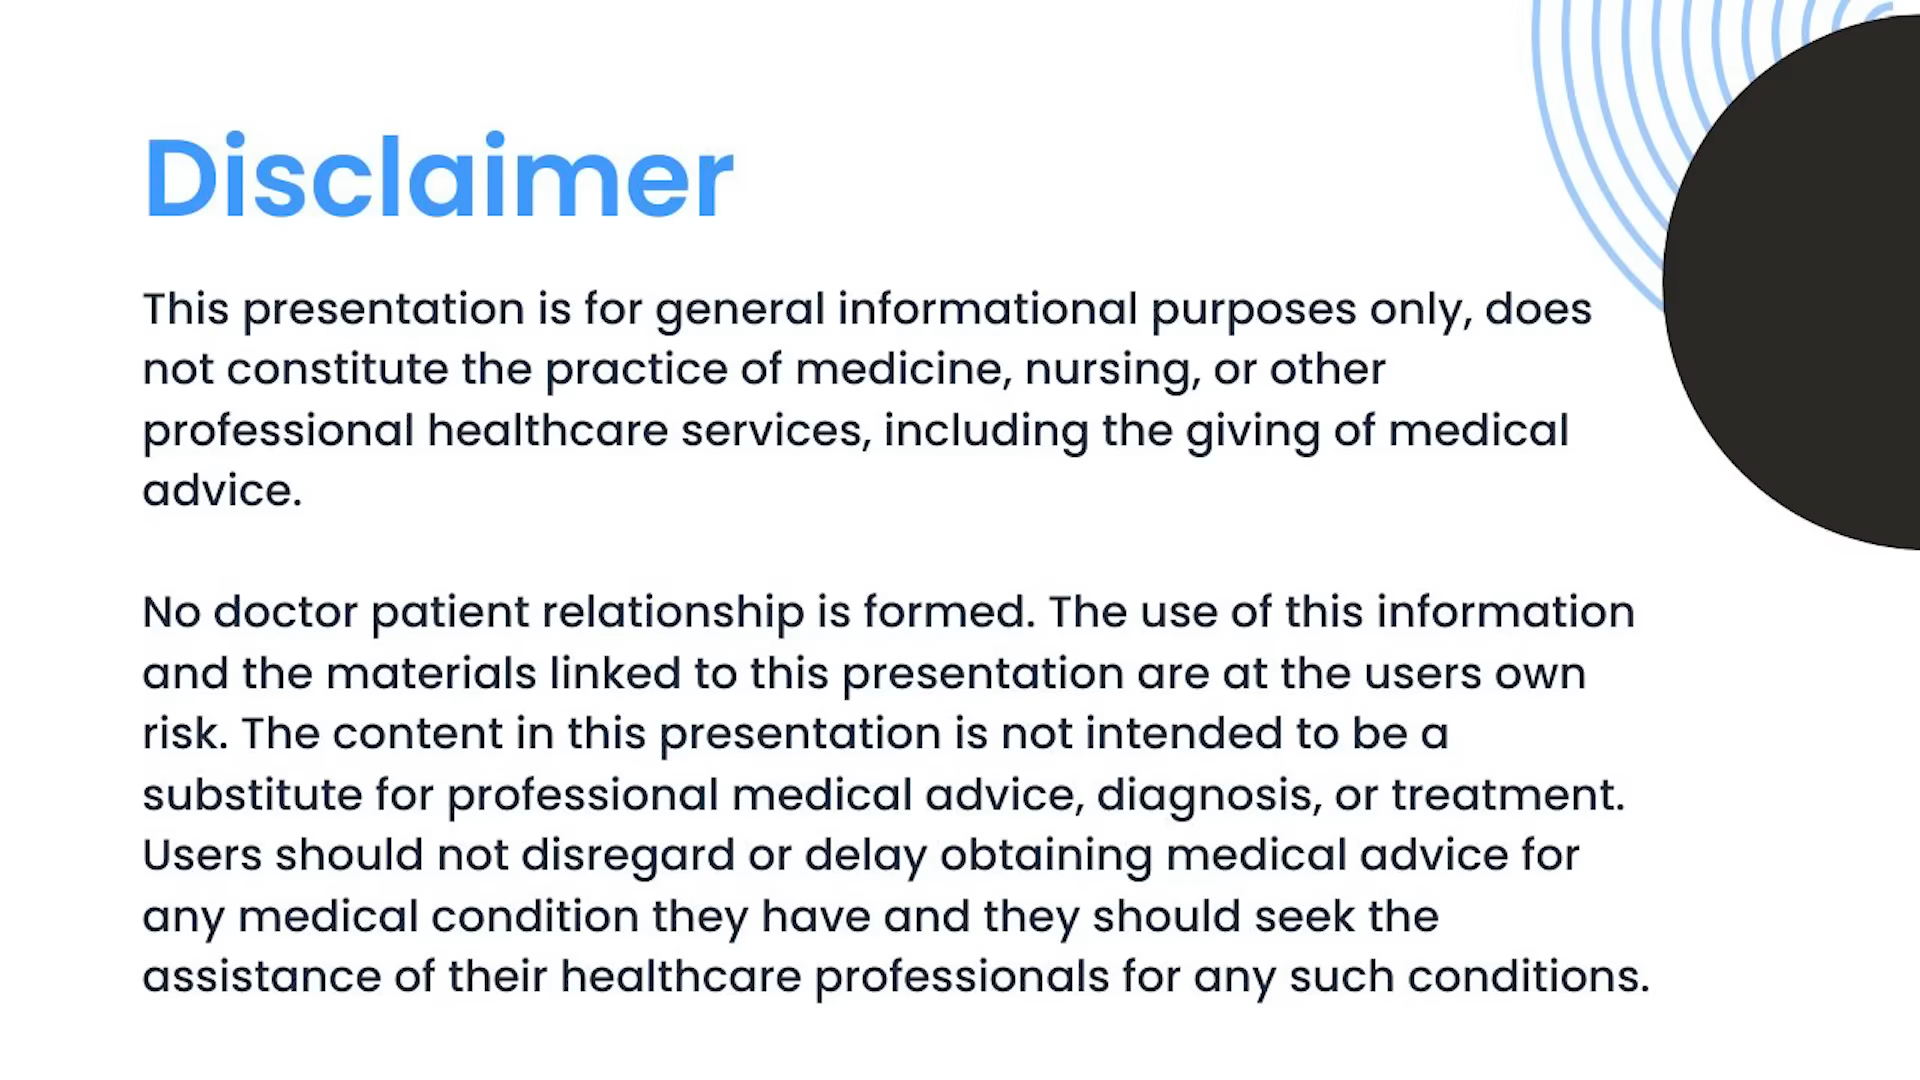 Disclaimer
This presentation is for general informational purposes only, does
not constitute the practice of medicine, nursing, or other
professional healthcare services, including the giving of medical
advice.
No doctor patient relationship is formed. The use of this information
and the materials linked to this presentation are at the users own
risk. The content in this presentation is not intended to be a
substitute for professional medical advice, diagnosis, or treatment.
Users should not disregard or delay obtaining medical advice for
any medical condition they have and they should seek the
assistance of their healthcare professionals for any such conditions.